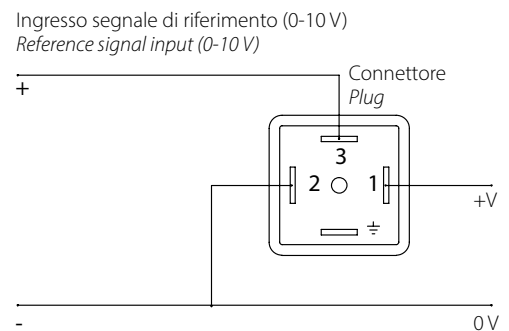 Ingresso segnale di riferimento (0-10 V)
Reference signal input (0-10 V)
+
Connettore
Plug
3
2
1
+V
-
0 V